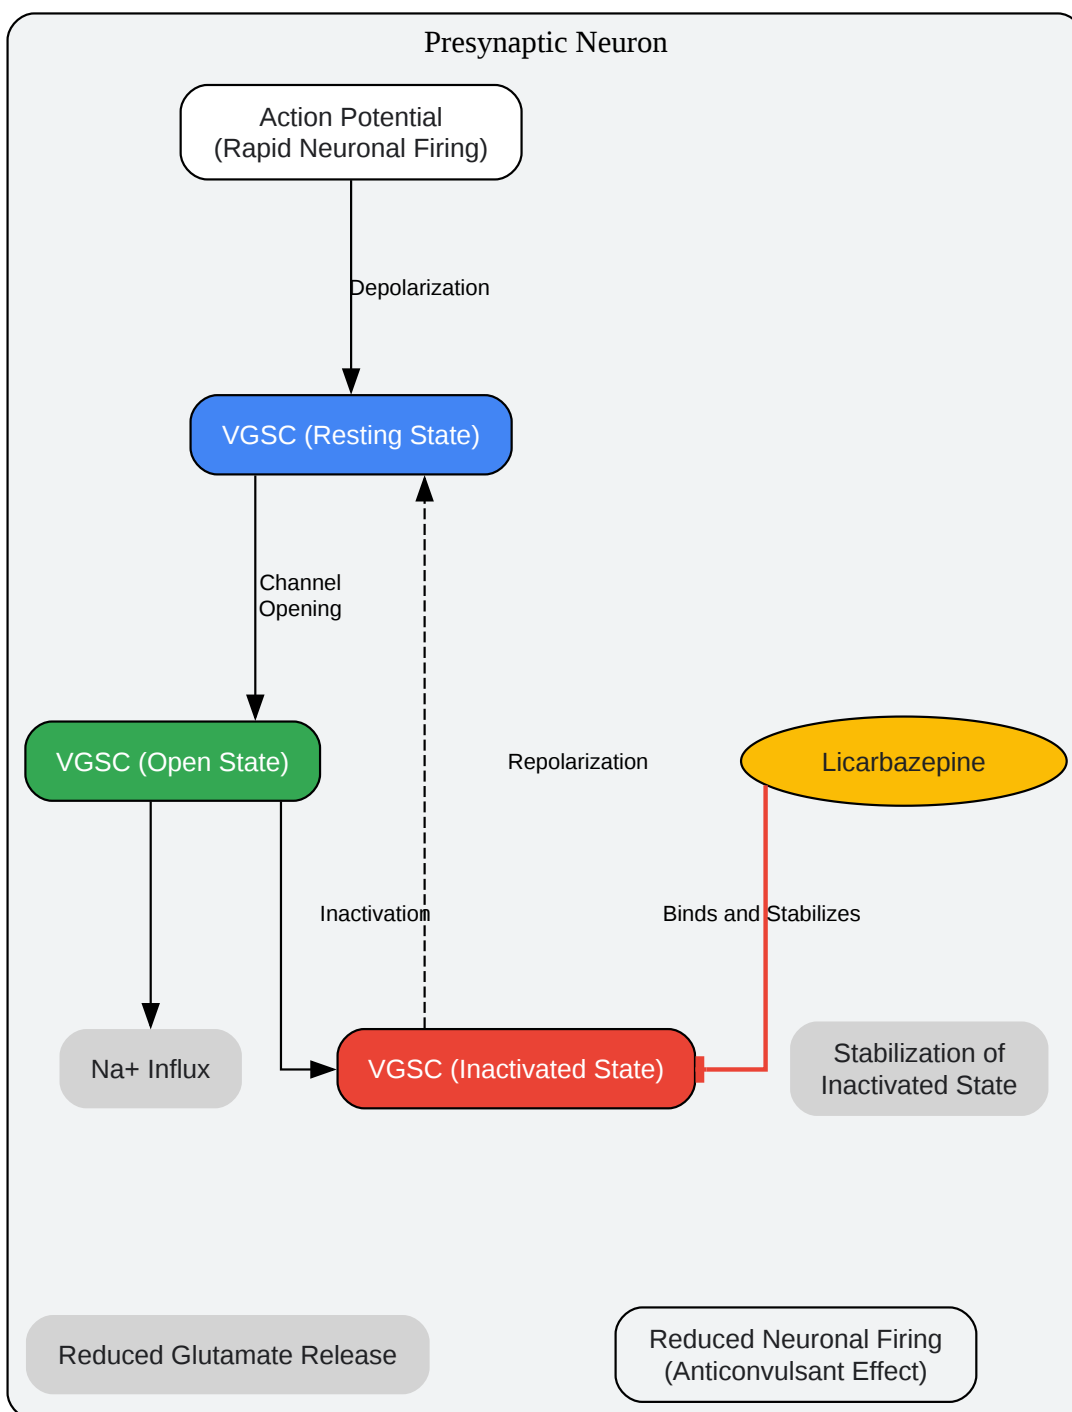 Presynaptic Neuron
Action Potential
(Rapid Neuronal Firing)
Depolarization
VGSC (Resting State)
Channel
Opening
VGSC (Open State)
Repolarization
Licarbazepine
Inactivation
Binds and Stabilizes
Na+ Influx
VGSC (Inactivated State)
Stabilization of
Inactivated State
Reduced Glutamate Release
Reduced Neuronal Firing
(Anticonvulsant Effect)